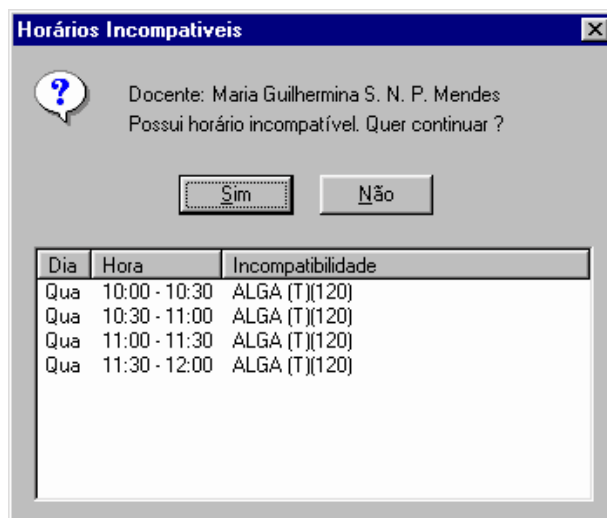 Horários Incompativeis
Docente: Maria Guilhermina S. N. P. Mendes
Possui horário incompatível. Quer continuar ?
Sim Não
Dia Hora Incompatibilidade
Qua 10:00 - 10:30 ALGA (T)(120)
Qua 10:30 - 11:00 ALGA (T)(120)
Qua 11:00 - 11:30 ALGA (T)(120)
Qua 11:30 - 12:00 ALGA (T)(120)